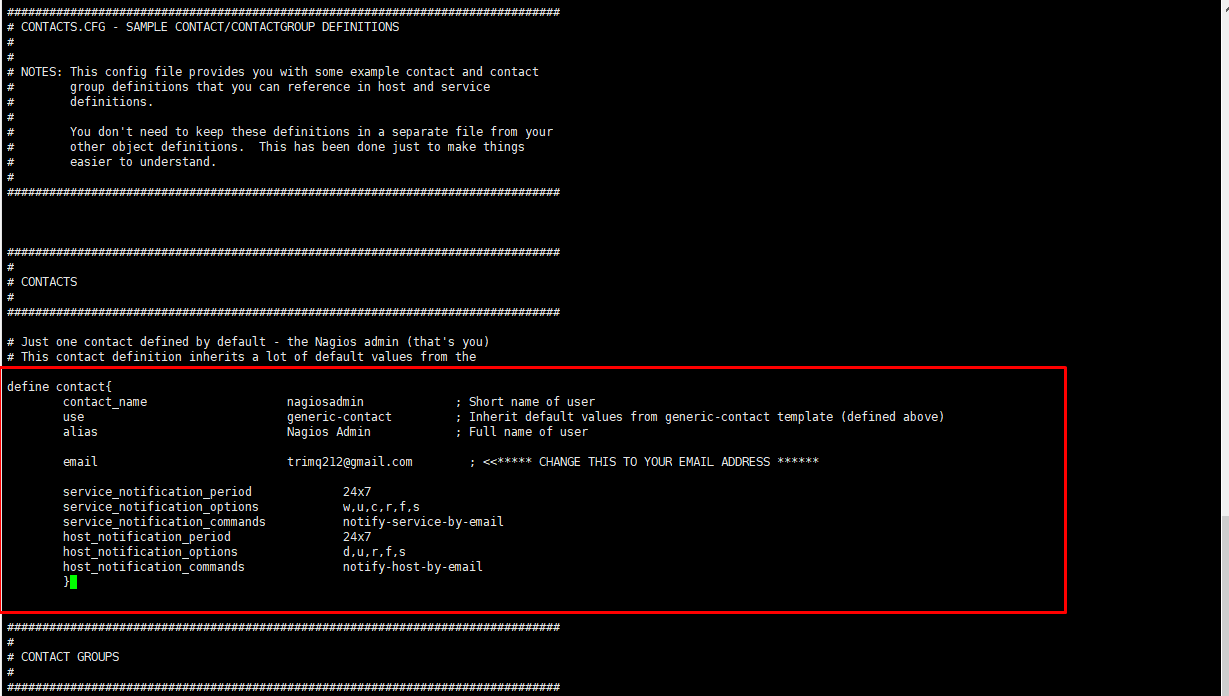 ###############################################################################
# CONTACTS.CFG - SAMPLE CONTACT/CONTACTGROUP DEFINITIONS
#
#
# NOTES: This config file provides you with some example contact and contact
#        group definitions that you can reference in host and service
#        definitions.
#
#        You don't need to keep these definitions in a separate file from your
#        other object definitions.  This has been done just to make things
#        easier to understand.
#
###############################################################################
###############################################################################
#
# CONTACTS
#
###############################################################################
# Just one contact defined by default - the Nagios admin (that's you)
# This contact definition inherits a lot of default values from the
define contact{
        contact_name                    nagiosadmin             ; Short name of user
        use                             generic-contact         ; Inherit default values from generic-contact template (defined above)
        alias                           Nagios Admin            ; Full name of user
        email                           trimq212@gmail.com        ; <<***** CHANGE THIS TO YOUR EMAIL ADDRESS ******
        service_notification_period             24x7
        service_notification_options            w,u,c,r,f,s
        service_notification_commands           notify-service-by-email
        host_notification_period                24x7
        host_notification_options               d,u,r,f,s
        host_notification_commands              notify-host-by-email
        }
###############################################################################
#
# CONTACT GROUPS
#
###############################################################################